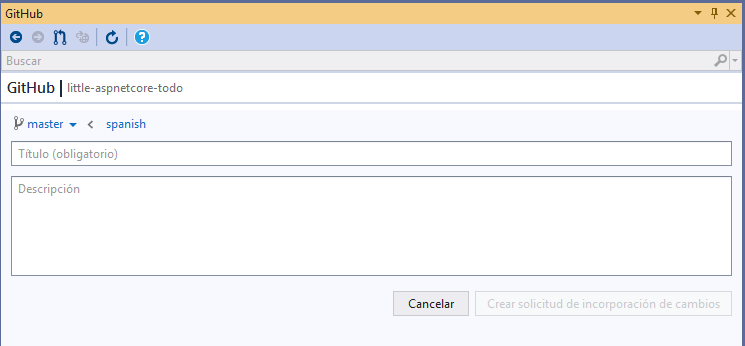 GitHub
Buscar
GitHub | little-aspnetcore-todo
master < spanish
Título (obligatorio)
Descripción
Cancelar Crear solicitud de incorporación de cambios